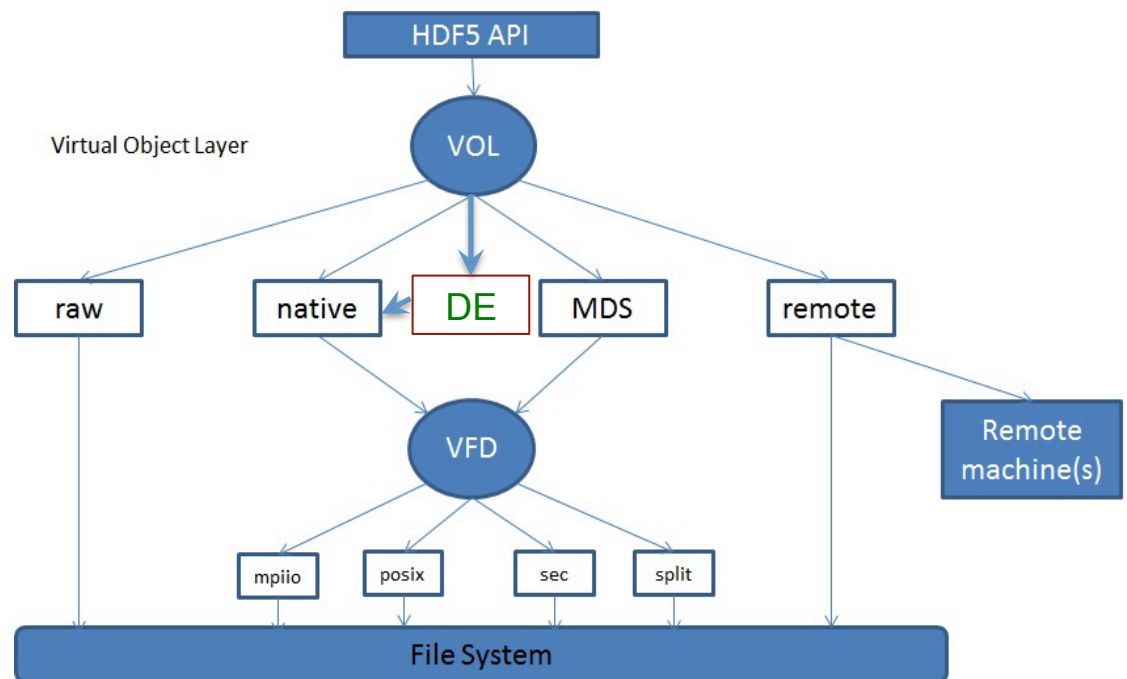 HDF5 API
Virtual Object Layer
VOL
raw
native
DE
MDS
remote
VFD
Remote
machine(s)
mpiio
posix
sec
split
File System